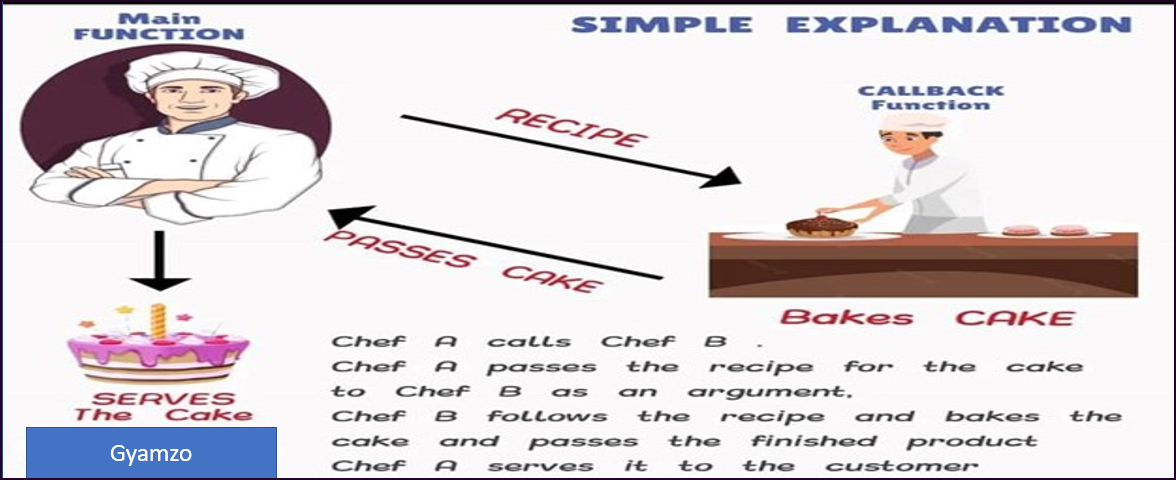 Main
FUNCTION
SIMPLE EXPLANATION
CALLBACK
Function
RECIPE
PASSES CAKE
Bakes CAKE
SERVES
The Cake
Chef A calls Chef B .
Chef A passes the recipe for the cake
to Chef B as an argument,
Chef B follows the recipe and bakes the
cake and passes the finished product
Chef A serves it to the customer
Gyamzo